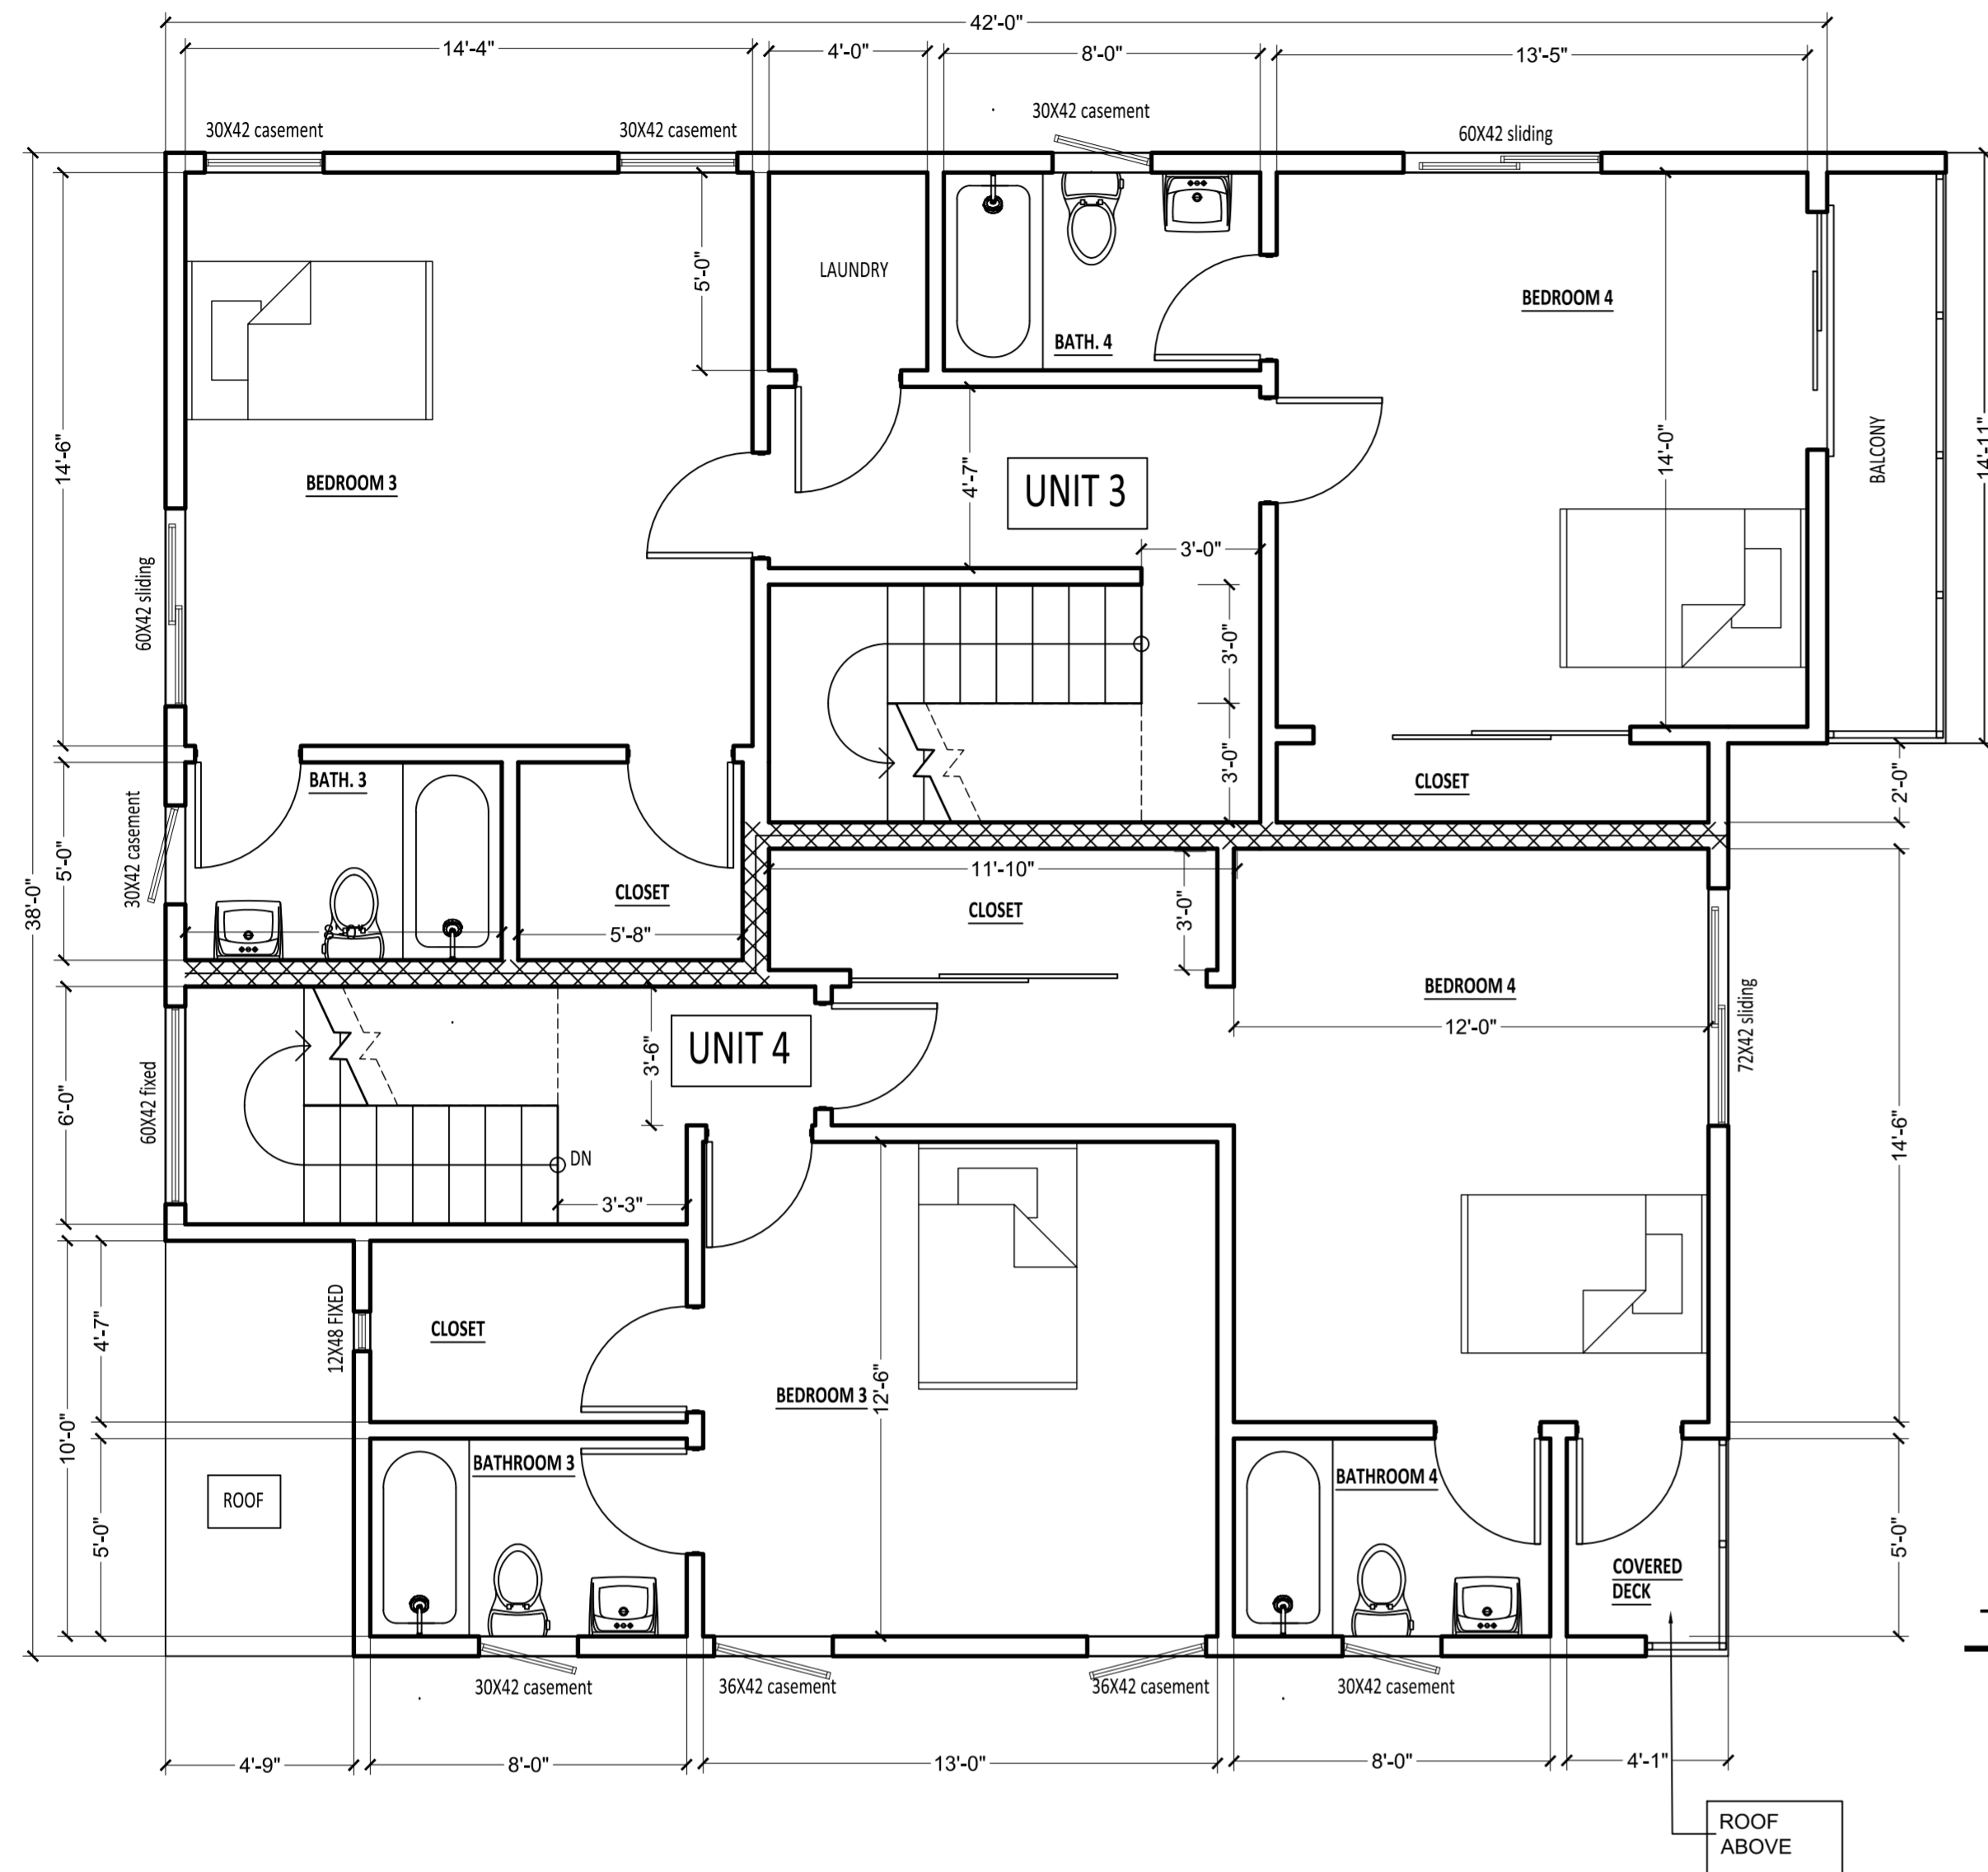 42'-0"
14'-4"
4'-0"
8'-0"
13'-5"
30X42 casement
30X42 casement
30X42 casement
60X42 sliding
5'-0"
LAUNDRY
BATH. 4
BEDROOM 4
BALCONY
14'-11"
14'-6"
BEDROOM 3
4'-7"
UNIT 3
14'-0"
3'-0"
60X42 sliding
3'-0"
3'-0"
BATH. 3
CLOSET
2'-0"
30X42 casement
5'-0"
38'-0"
CLOSET
5'-8"
11'-10"
CLOSET
3'-0"
BEDROOM 4
12'-0"
72X42 sliding
UNIT 4
3'-6"
60X42 fixed
6'-0"
DN
3'-3"
14'-6"
12X48 FIXED
4'-7"
CLOSET
BEDROOM 3
12'-6"
10'-0"
BATHROOM 3
BATHROOM 4
ROOF
5'-0"
5'-0"
COVERED
DECK
30X42 casement
36X42 casement
36X42 casement
30X42 casement
4'-9"
8'-0"
13'-0"
8'-0"
4'-1"
ROOF
ABOVE